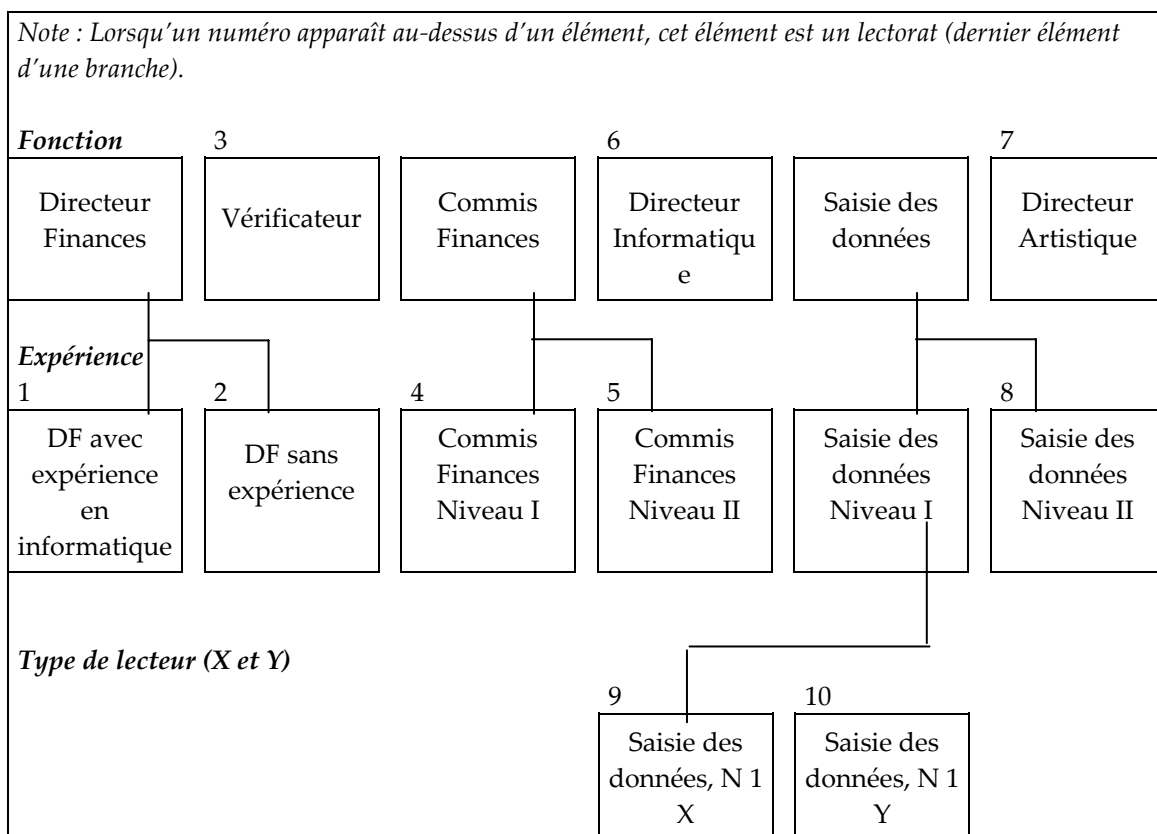 Note : Lorsqu’un numéro apparaît au-dessus d’un élément, cet élément est un lectorat (dernier élément
d’une branche).
Fonction
3
6
7
Directeur
Finances
Vérificateur
Commis
Finances
Directeur
Informatiqu
e
Saisie des
données
Directeur
Artistique
Expérience
1
2
4
5
8
DF avec
expérience
en
informatique
DF sans
expérience
Commis
Finances
Niveau I
Commis
Finances
Niveau II
Saisie des
données
Niveau I
Saisie des
données
Niveau II
Type de lecteur (X et Y)
9
10
Saisie des
données, N 1
X
Saisie des
données, N 1
Y